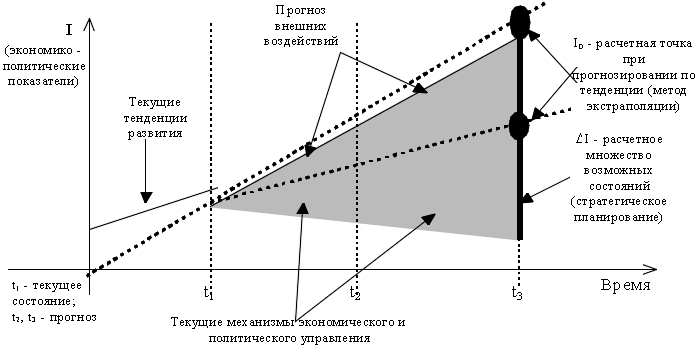 I
(экономико -
политические
показатели)
Прогноз
внешних
воздействий
I₀ - расчетная точка
при
прогнозировании по
тенденции (метод
экстраполяции)
Текущие
тенденции
развития
∠I - расчетное
множество
возможных
состояний
(стратегическое
планирование)
t₁ - текущее
состояние;
t₂, t₃ - прогноз
t₁
t₂
t₃
Время
Текущие механизмы экономического и
политического управления